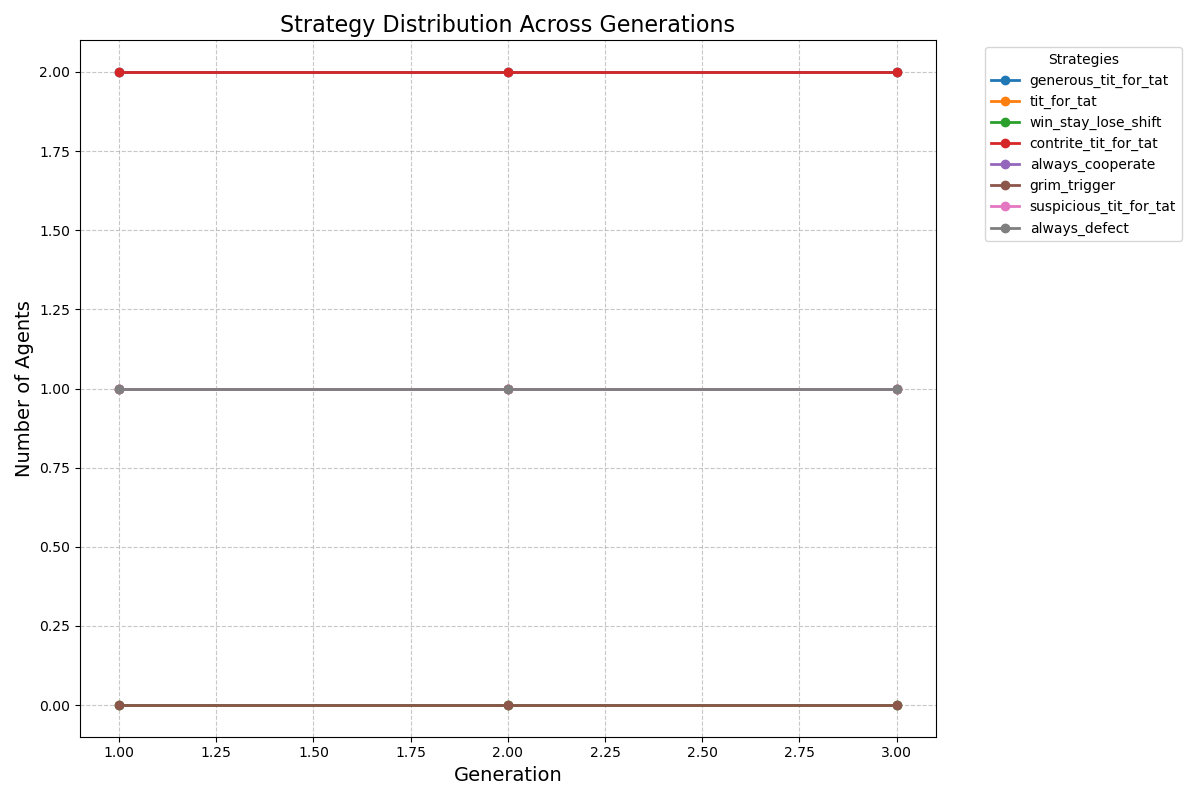 Strategy Distribution Across Generations
Number of Agents
2.00
1.75
1.50
1.25
1.00
0.75
0.50
0.25
0.00
1.00 1.25 1.50 1.75 2.00 2.25 2.50 2.75 3.00
Generation
Strategies
generous_tit_for_tat
tit_for_tat
win_stay_lose_shift
contrite_tit_for_tat
always_cooperate
grim_trigger
suspicious_tit_for_tat
always_defect